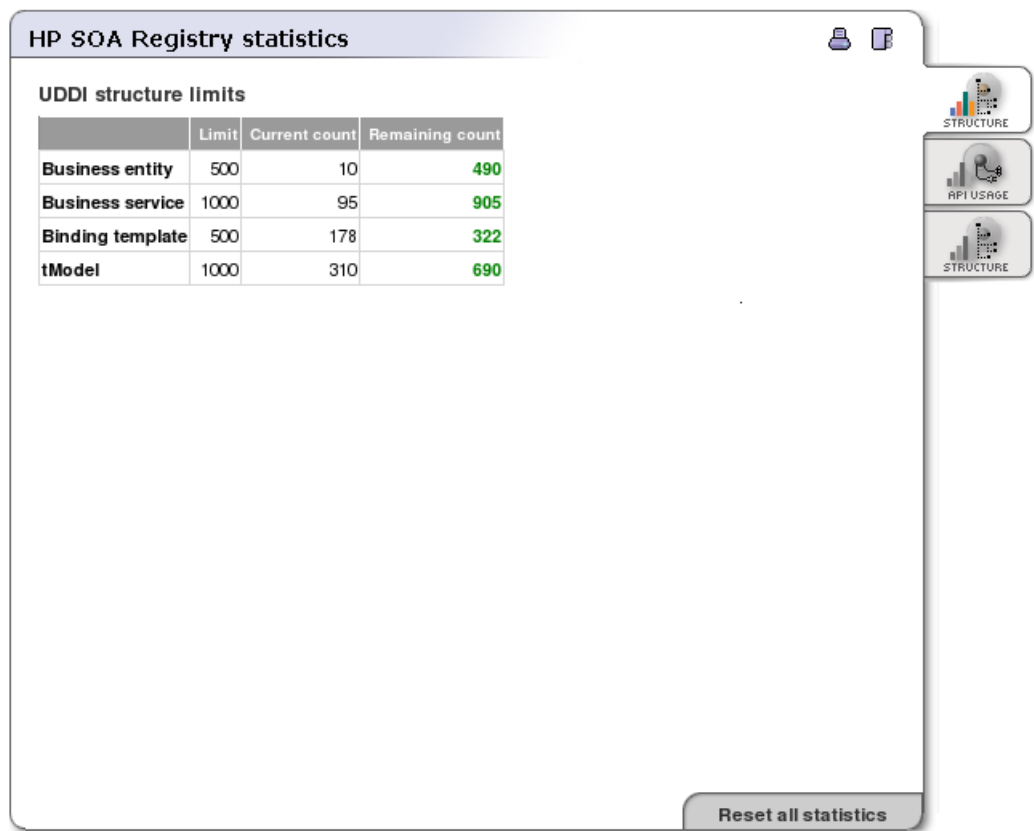 HP SOA Registry statistics
UDDI structure limits
Limit Current count Remaining count
Business entity 500 10 490
Business service 1000 95 905
Binding template 500 178 322
tModel 1000 310 690
STRUCTURE
API USAGE
STRUCTURE
Reset all statistics